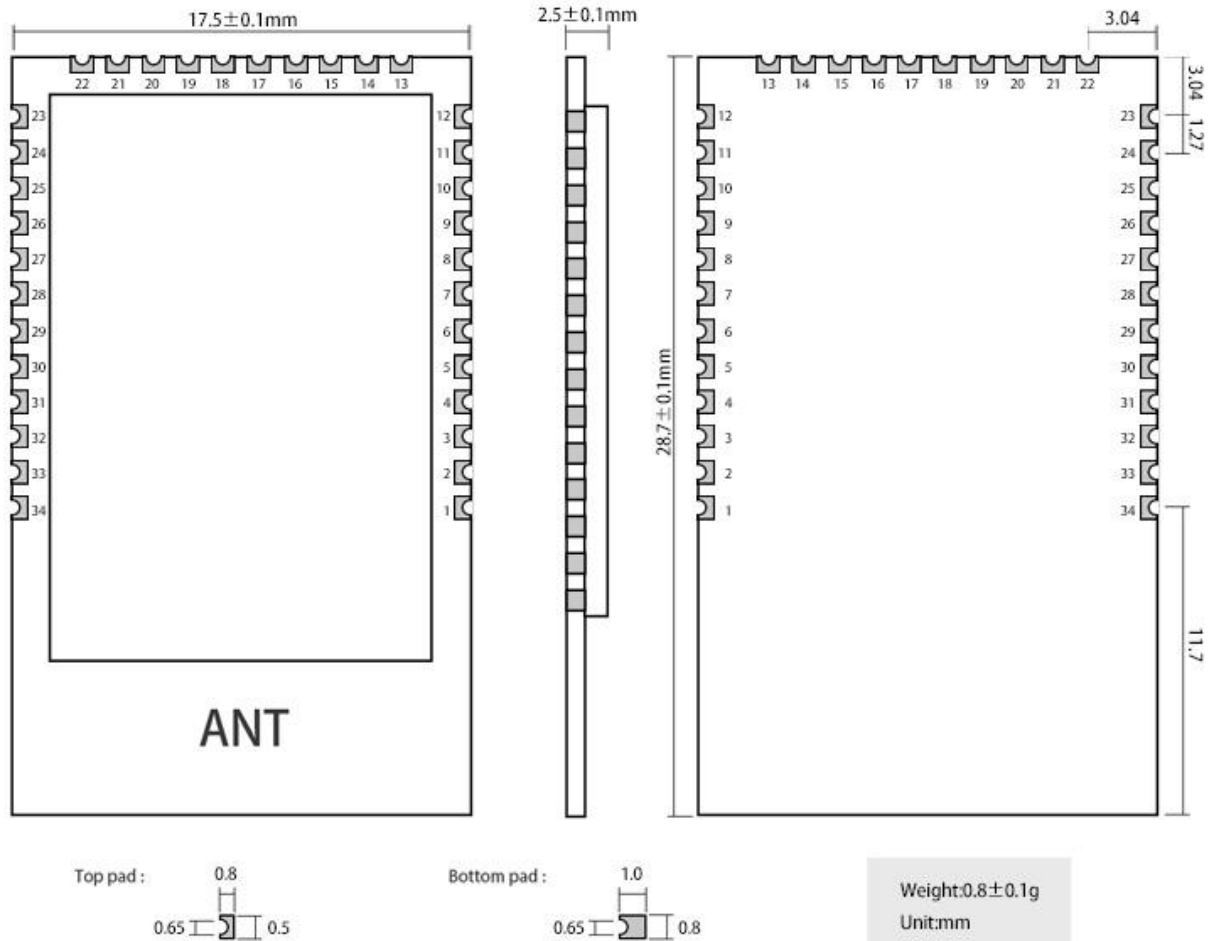 17.5±0.1mm
2.5±0.1mm
3.04
22 21 20 19 18 17 16 15 14 13
13 14 15 16 17 18 19 20 21 22
3.04
1.27
23 12 12 23
24 11 11 24
25 10 10 25
26 9 9 26
27 8 8 27
28 7 7 28
29 6 6 29
30 5 5 30
28.7±0.1mm
31 4 4 31
32 3 3 32
33 2 2 33
34 1 1 34
11.7
ANT
Top pad : 0.8
0.65 0.5
Bottom pad : 1.0
0.65 0.8
Weight:0.8±0.1g
Unit:mm